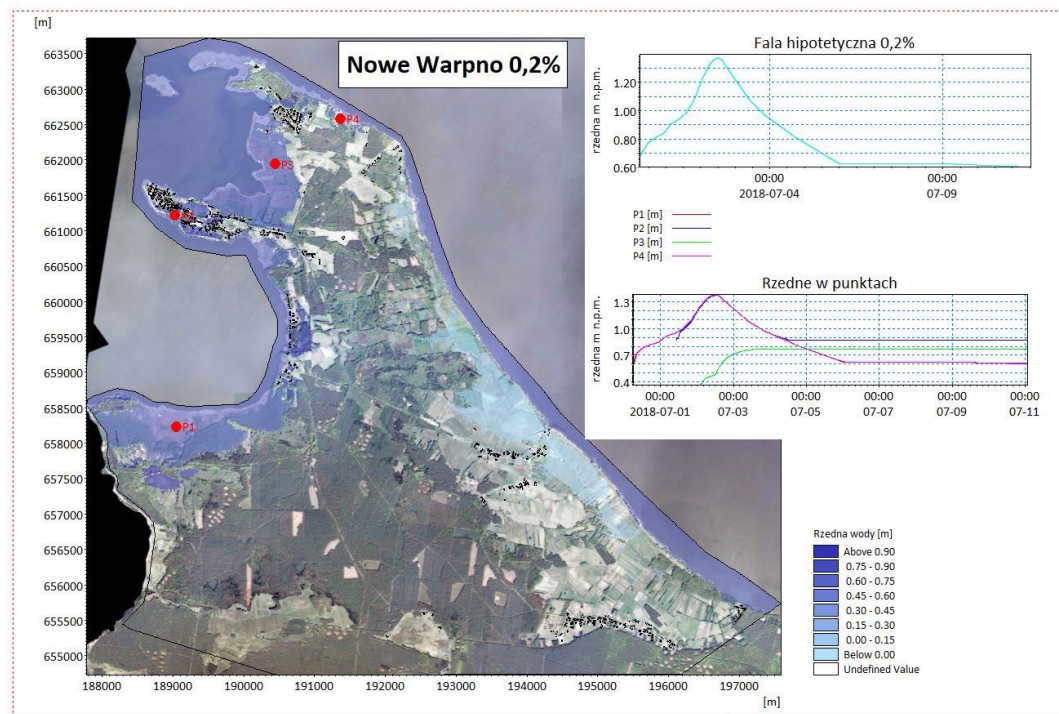 [m]
Nowe Warpno 0,2%
663500
663000
662500
662000
661500
661000
660500
660000
659500
659000
658500
658000
657500
657000
656500
656000
655500
655000
188000 189000 190000 191000 192000 193000 194000 195000 196000 197000
[m]
P4
P3
P1
Fala hipotetyczna 0,2%
rzedna m n.p.m.
1.20
1.00
0.80
0.60
00:00 00:00
2018-07-04 07-09
P1 [m]
P2 [m]
P3 [m]
P4 [m]
Rzedne w punktach
rzedna m n.p.m.
1.3
1.0
0.7
0.4
00:00 00:00 00:00 00:00 00:00 00:00
2018-07-01 07-03 07-05 07-07 07-09 07-11
Rzedna wody [m]
Above 0.90
0.75 - 0.90
0.60 - 0.75
0.45 - 0.60
0.30 - 0.45
0.15 - 0.30
0.00 - 0.15
Below 0.00
Undefined Value